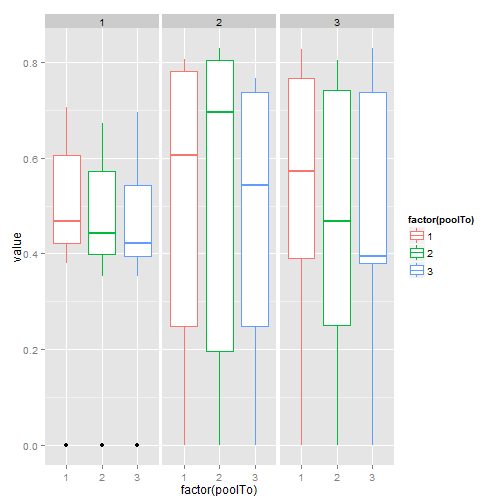 1 2 3
0.8
0.6
0.4
0.2
0.0
value
1 2 3 1 2 3 1 2 3
factor(poolTo)
factor(poolTo)
1
2
3